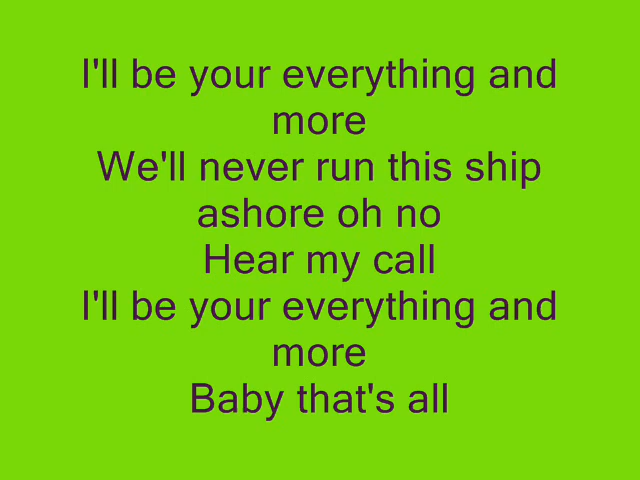 I'll be your everything and
more
We'll never run this ship
ashore oh no
Hear my call
I'll be your everything and
more
Baby that's all